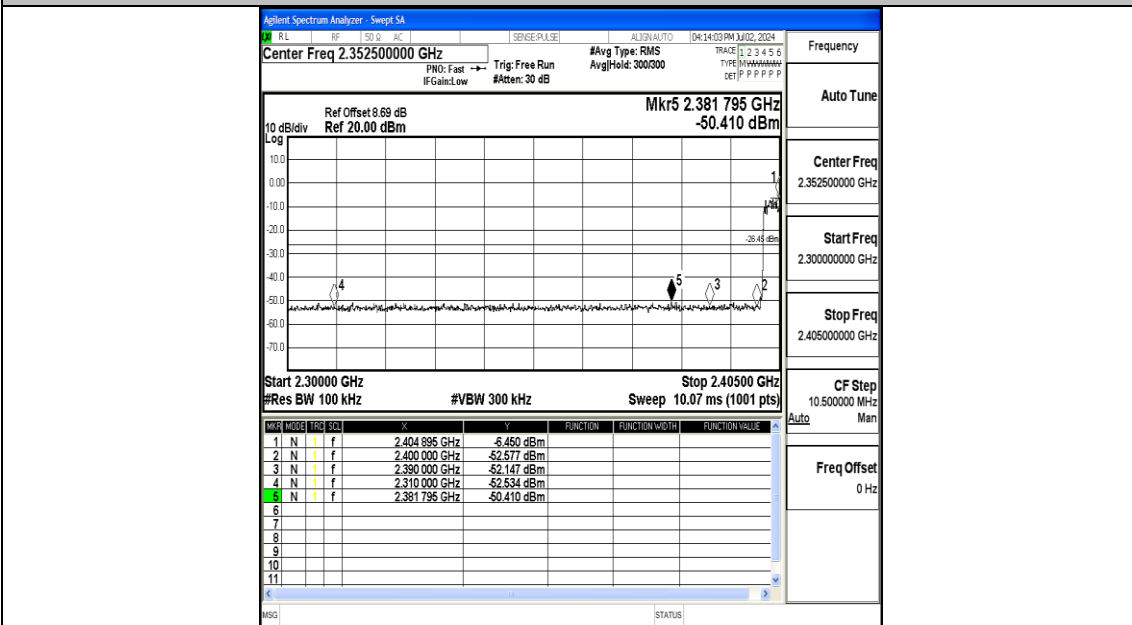 Agilent Spectrum Analyzer - Swept SA
RL RF 50 Ω AC SENSE:PULSE ALIGN AUTO 04:14:03 PM Jul 02, 2024
Center Freq 2.352500000 GHz
PNO: Fast
IFGain:Low
Trig: Free Run
#Atten: 30 dB
#Avg Type: RMS
Avg|Hold: 300/300
TRACE 1 2 3 4 5 6
TYPE
DET P P P P P P
Mkr5 2.381 795 GHz
-50.410 dBm
Ref Offset 8.69 dB
10 dB/div Ref 20.00 dBm
Log
10.0
0.00
-10.0
-20.0
-30.0
-40.0
-50.0
-60.0
-70.0
1
-26.45 dBm
4
5
3
2
Start 2.30000 GHz Stop 2.40500 GHz
#Res BW 100 kHz #VBW 300 kHz Sweep 10.07 ms (1001 pts)
MKR MODE TRC SCL X Y FUNCTION FUNCTION WIDTH FUNCTION VALUE
1 N 1 f 2.404 895 GHz -6.450 dBm
2 N 1 f 2.400 000 GHz -52.577 dBm
3 N 1 f 2.390 000 GHz -52.147 dBm
4 N 1 f 2.310 000 GHz -52.534 dBm
5 N 1 f 2.381 795 GHz -50.410 dBm
6
7
8
9
10
11
MSG STATUS
Frequency
Auto Tune
Center Freq
2.352500000 GHz
Start Freq
2.300000000 GHz
Stop Freq
2.405000000 GHz
CF Step
10.500000 MHz
Auto Man
Freq Offset
0 Hz